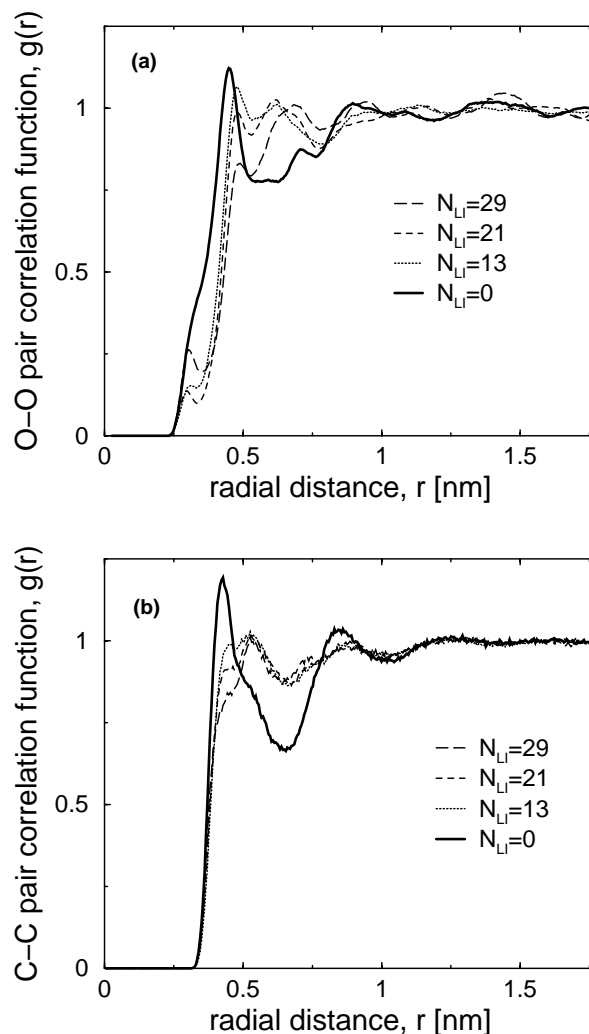 O−O pair correlation function, g(r)
(a)
1
0.5
0
N_LI=29
N_LI=21
N_LI=13
N_LI=0
0 0.5 1 1.5
radial distance, r [nm]
C−C pair correlation function, g(r)
(b)
1
0.5
0
N_LI=29
N_LI=21
N_LI=13
N_LI=0
0 0.5 1 1.5
radial distance, r [nm]